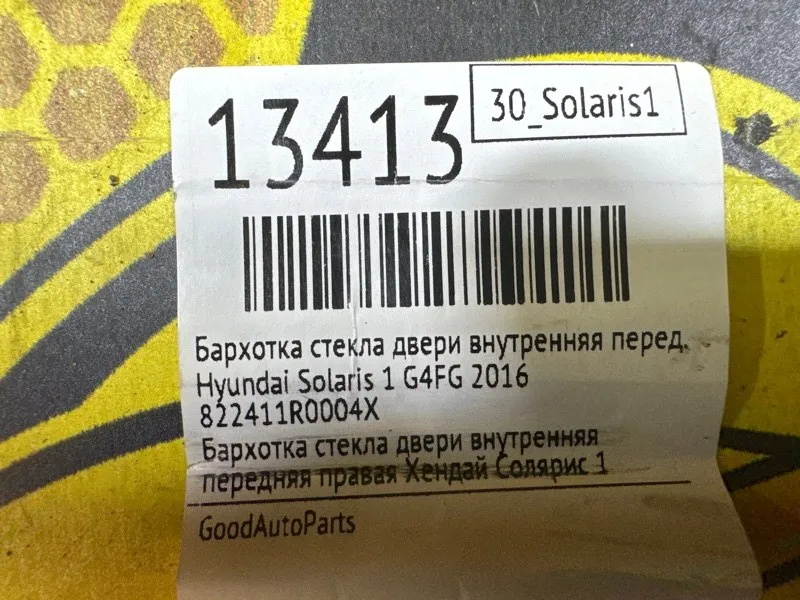 13413
30_Solaris1
Бархотка стекла двери внутренняя перед.
Hyundai Solaris 1 G4FG 2016
822411R0004X
Бархотка стекла двери внутренняя
передняя правая Хендай Солярис 1
GoodAutoParts